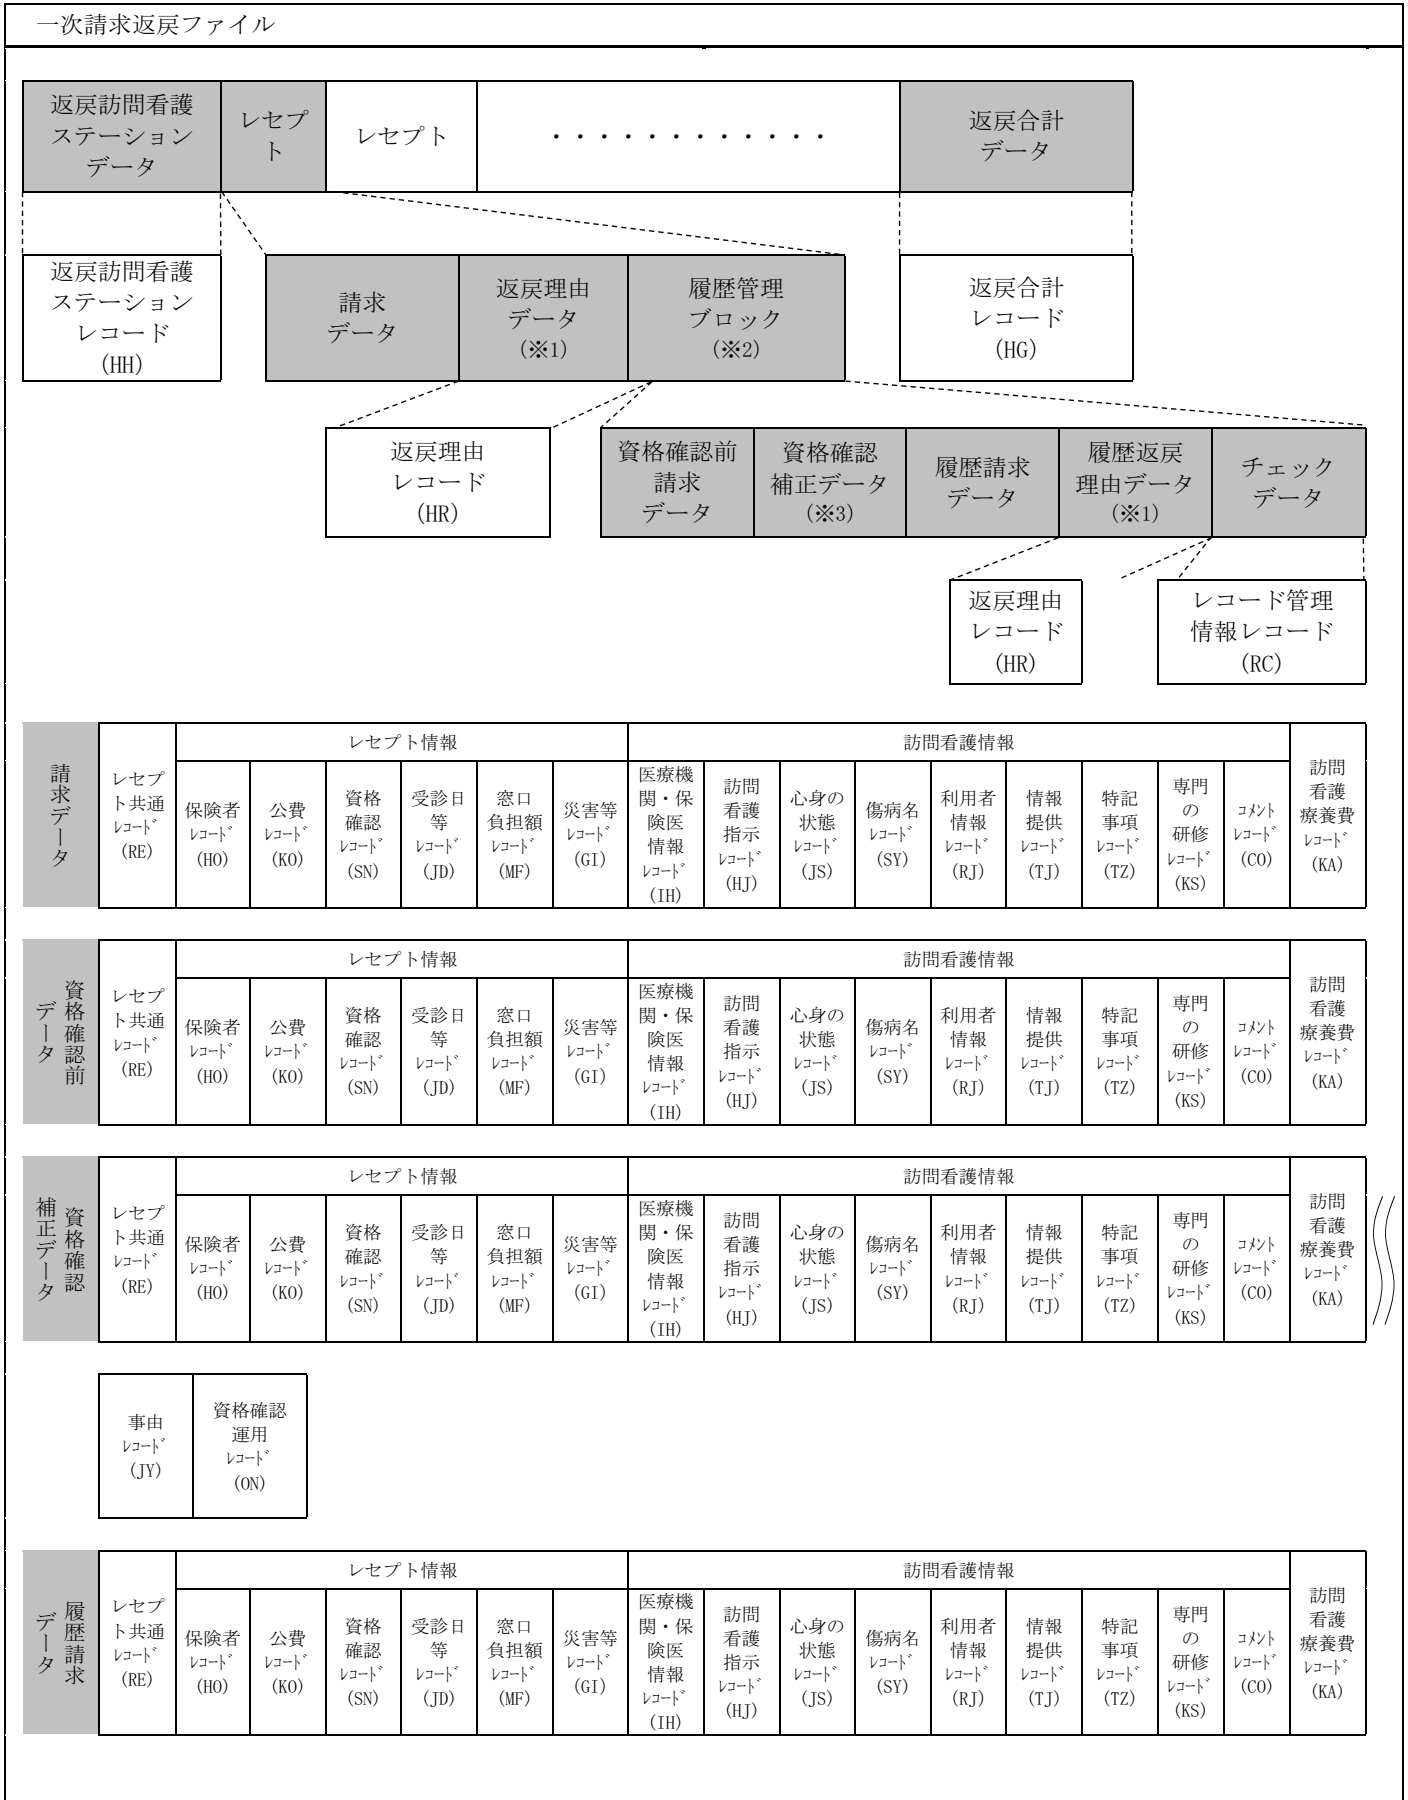 一次請求返戻ファイル
返戻訪問看護
ステーション
データ
レセプ
ト
レセプト
・・・・・・・・・・・・
返戻合計
データ
返戻訪問看護
ステーション
レコード
(HH)
請求
データ
返戻理由
データ
(※1)
履歴管理
ブロック
(※2)
返戻合計
レコード
(HG)
返戻理由
レコード
(HR)
資格確認前
請求
データ
資格確認
補正データ
(※3)
履歴請求
データ
履歴返戻
理由データ
(※1)
チェック
データ
返戻理由
レコード
(HR)
レコード管理
情報レコード
(RC)
請求データ
レセプ
ト共通
ﾚｺｰﾄﾞ
(RE)
レセプト情報
保険者
ﾚｺｰﾄﾞ
(HO)
公費
ﾚｺｰﾄﾞ
(KO)
資格
確認
ﾚｺｰﾄﾞ
(SN)
受診日
等
ﾚｺｰﾄﾞ
(JD)
窓口
負担額
ﾚｺｰﾄﾞ
(MF)
災害等
ﾚｺｰﾄﾞ
(GI)
訪問看護情報
医療機
関・保
険医
情報
ﾚｺｰﾄﾞ
(IH)
訪問
看護
指示
ﾚｺｰﾄﾞ
(HJ)
心身の
状態
ﾚｺｰﾄﾞ
(JS)
傷病名
ﾚｺｰﾄﾞ
(SY)
利用者
情報
ﾚｺｰﾄﾞ
(RJ)
情報
提供
ﾚｺｰﾄﾞ
(TJ)
特記
事項
ﾚｺｰﾄﾞ
(TZ)
専門
の
研修
ﾚｺｰﾄﾞ
(KS)
ｺﾒﾝﾄ
ﾚｺｰﾄﾞ
(CO)
訪問
看護
療養費
ﾚｺｰﾄﾞ
(KA)
資格確認前
データ
レセプ
ト共通
ﾚｺｰﾄﾞ
(RE)
レセプト情報
保険者
ﾚｺｰﾄﾞ
(HO)
公費
ﾚｺｰﾄﾞ
(KO)
資格
確認
ﾚｺｰﾄﾞ
(SN)
受診日
等
ﾚｺｰﾄﾞ
(JD)
窓口
負担額
ﾚｺｰﾄﾞ
(MF)
災害等
ﾚｺｰﾄﾞ
(GI)
訪問看護情報
医療機
関・保
険医
情報
ﾚｺｰﾄﾞ
(IH)
訪問
看護
指示
ﾚｺｰﾄﾞ
(HJ)
心身の
状態
ﾚｺｰﾄﾞ
(JS)
傷病名
ﾚｺｰﾄﾞ
(SY)
利用者
情報
ﾚｺｰﾄﾞ
(RJ)
情報
提供
ﾚｺｰﾄﾞ
(TJ)
特記
事項
ﾚｺｰﾄﾞ
(TZ)
専門
の
研修
ﾚｺｰﾄﾞ
(KS)
ｺﾒﾝﾄ
ﾚｺｰﾄﾞ
(CO)
訪問
看護
療養費
ﾚｺｰﾄﾞ
(KA)
資格確認
補正データ
レセプ
ト共通
ﾚｺｰﾄﾞ
(RE)
レセプト情報
保険者
ﾚｺｰﾄﾞ
(HO)
公費
ﾚｺｰﾄﾞ
(KO)
資格
確認
ﾚｺｰﾄﾞ
(SN)
受診日
等
ﾚｺｰﾄﾞ
(JD)
窓口
負担額
ﾚｺｰﾄﾞ
(MF)
災害等
ﾚｺｰﾄﾞ
(GI)
訪問看護情報
医療機
関・保
険医
情報
ﾚｺｰﾄﾞ
(IH)
訪問
看護
指示
ﾚｺｰﾄﾞ
(HJ)
心身の
状態
ﾚｺｰﾄﾞ
(JS)
傷病名
ﾚｺｰﾄﾞ
(SY)
利用者
情報
ﾚｺｰﾄﾞ
(RJ)
情報
提供
ﾚｺｰﾄﾞ
(TJ)
特記
事項
ﾚｺｰﾄﾞ
(TZ)
専門
の
研修
ﾚｺｰﾄﾞ
(KS)
ｺﾒﾝﾄ
ﾚｺｰﾄﾞ
(CO)
訪問
看護
療養費
ﾚｺｰﾄﾞ
(KA)
事由
ﾚｺｰﾄﾞ
(JY)
資格確認
運用
ﾚｺｰﾄﾞ
(ON)
履歴請求
データ
レセプ
ト共通
ﾚｺｰﾄﾞ
(RE)
レセプト情報
保険者
ﾚｺｰﾄﾞ
(HO)
公費
ﾚｺｰﾄﾞ
(KO)
資格
確認
ﾚｺｰﾄﾞ
(SN)
受診日
等
ﾚｺｰﾄﾞ
(JD)
窓口
負担額
ﾚｺｰﾄﾞ
(MF)
災害等
ﾚｺｰﾄﾞ
(GI)
訪問看護情報
医療機
関・保
険医
情報
ﾚｺｰﾄﾞ
(IH)
訪問
看護
指示
ﾚｺｰﾄﾞ
(HJ)
心身の
状態
ﾚｺｰﾄﾞ
(JS)
傷病名
ﾚｺｰﾄﾞ
(SY)
利用者
情報
ﾚｺｰﾄﾞ
(RJ)
情報
提供
ﾚｺｰﾄﾞ
(TJ)
特記
事項
ﾚｺｰﾄﾞ
(TZ)
専門
の
研修
ﾚｺｰﾄﾞ
(KS)
ｺﾒﾝﾄ
ﾚｺｰﾄﾞ
(CO)
訪問
看護
療養費
ﾚｺｰﾄﾞ
(KA)